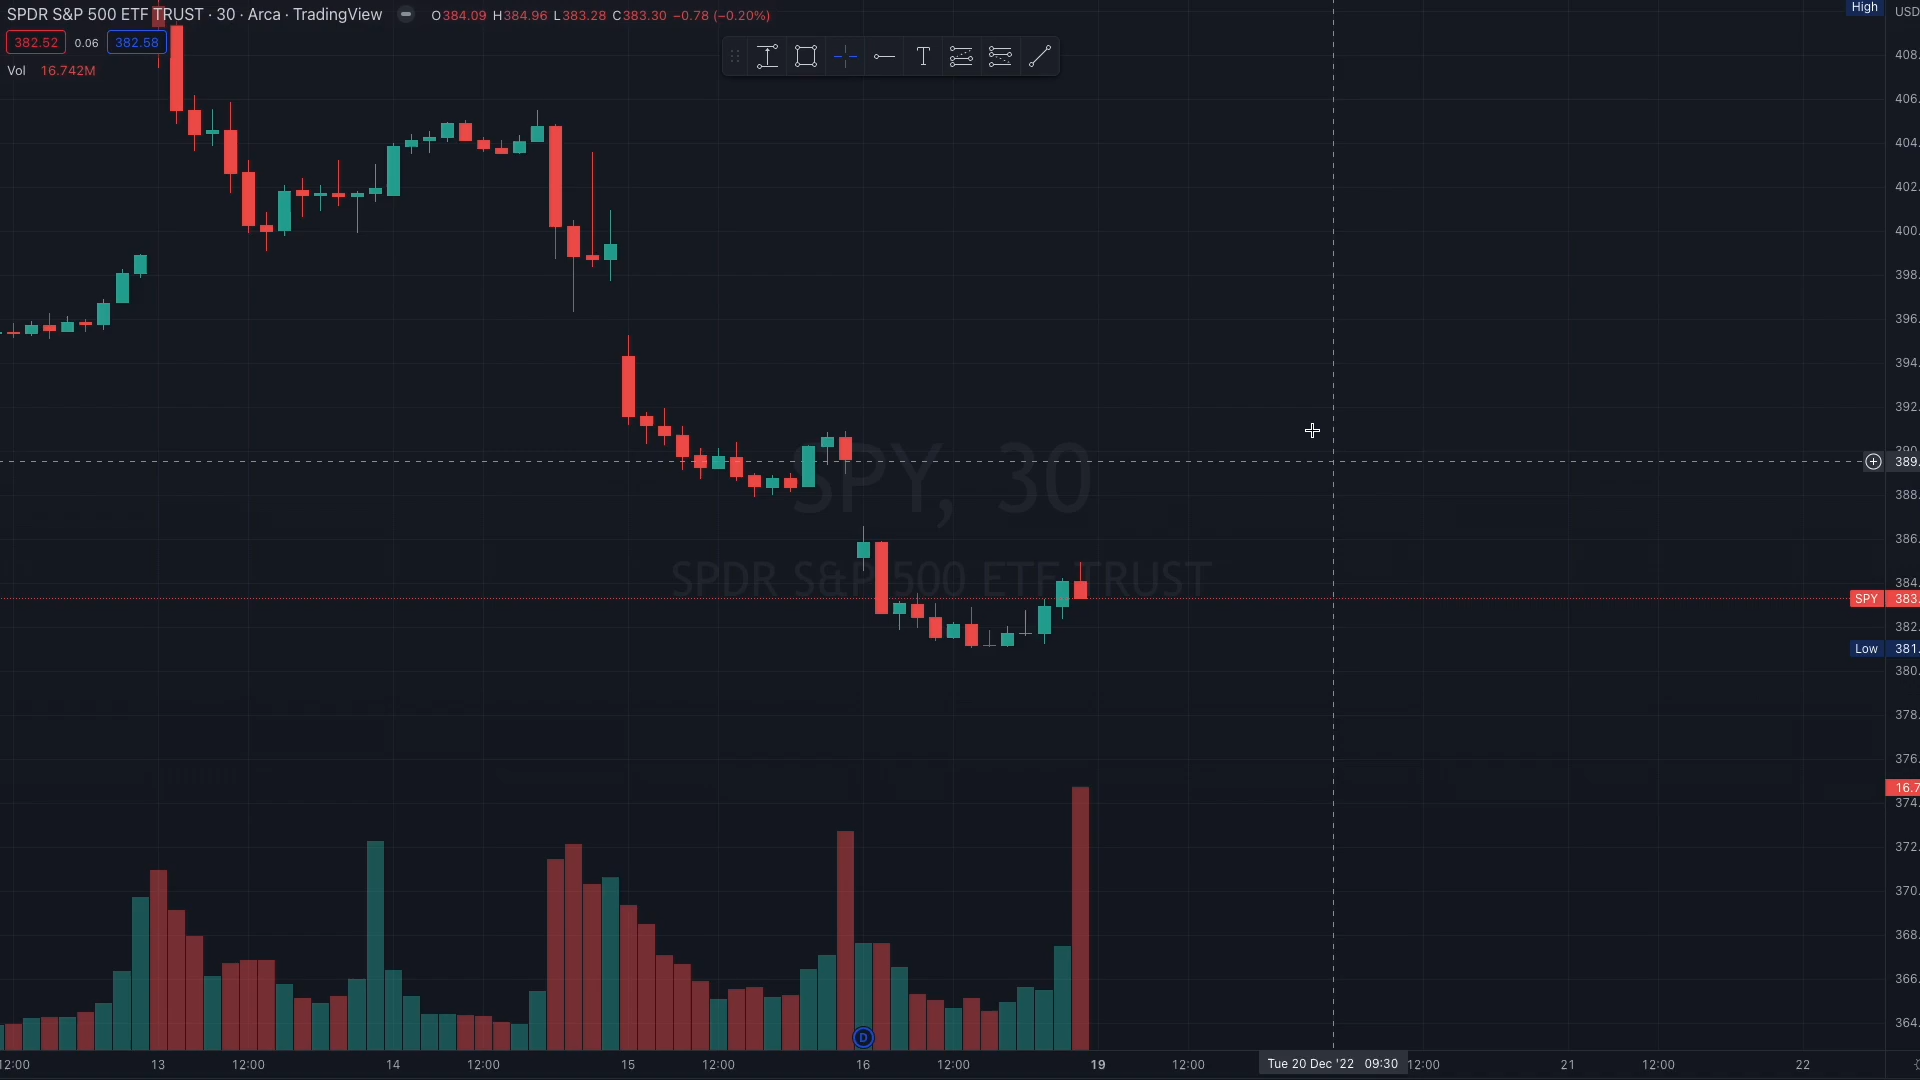 SPDR S&P 500 ETF TRUST · 30 · Arca · TradingView O384.09 H384.96 L383.28 C383.30 −0.78 (−0.20%)
382.52 0.06 382.58
Vol 16.742M
T
High USD
408.
406.
404.
402.
400.
398.
396.
394.
392.
389.
388.
386.
384.
SPY 383.
382.
Low 381.
380.
378.
376.
16.7
374.
372.
370.
368.
366.
364.
SPY, 30
SPDR S&P 500 ETF TRUST
D
12:00 13 12:00 14 12:00 15 12:00 16 12:00 19 12:00 Tue 20 Dec '22 09:30 12:00 21 12:00 22